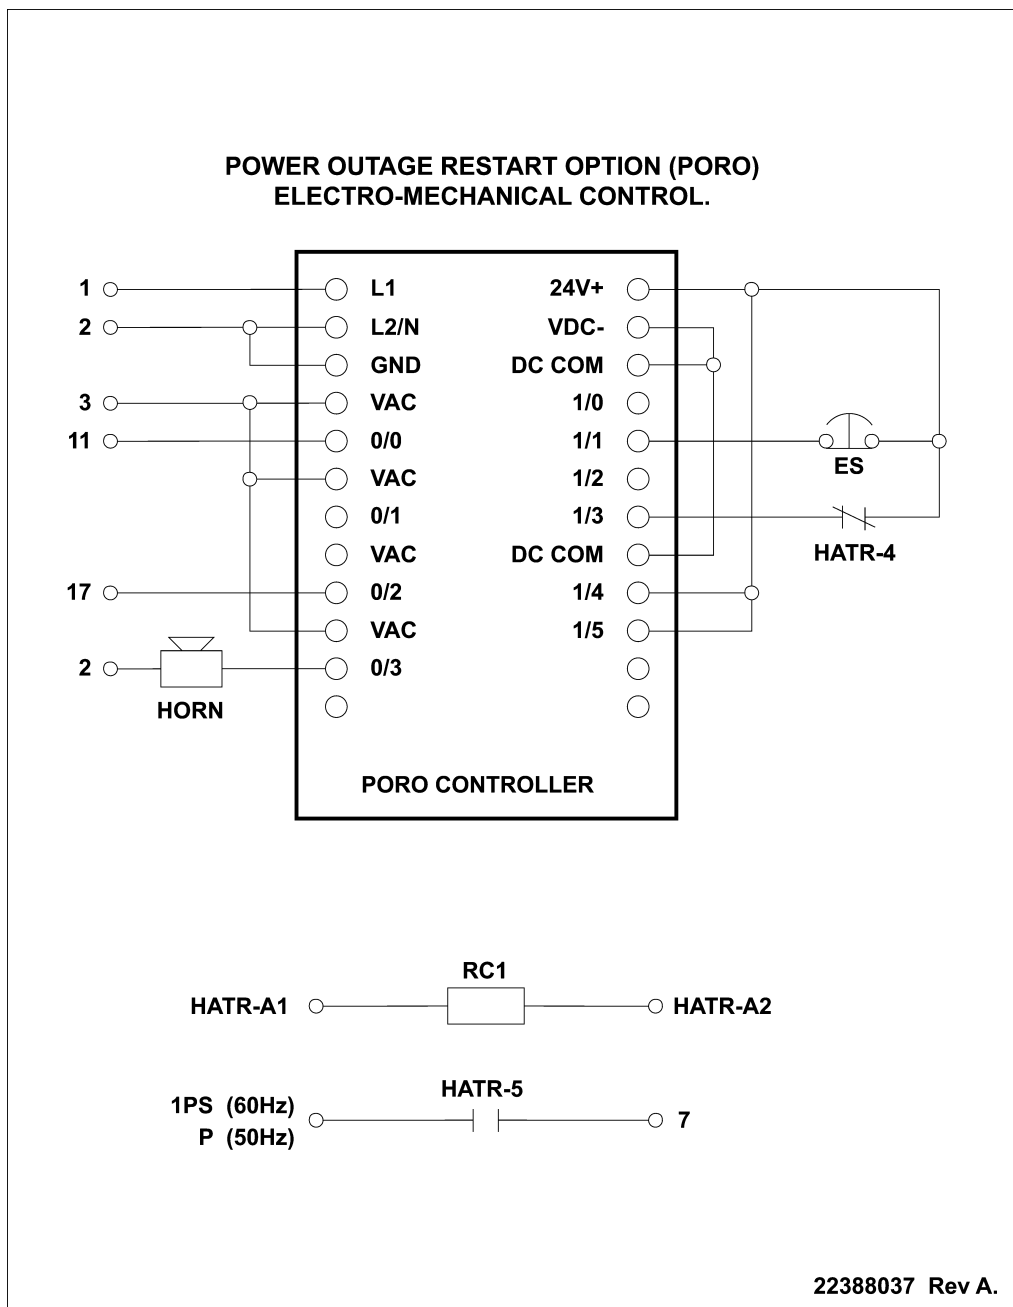 POWER OUTAGE RESTART OPTION (PORO)
ELECTRO-MECHANICAL CONTROL.
1 L1 24V+
2 L2/N VDC-
GND DC COM
3 VAC 1/0
11 0/0 1/1
ES
VAC 1/2
0/1 1/3
HATR-4
VAC DC COM
17 0/2 1/4
VAC 1/5
2 0/3
HORN
PORO CONTROLLER
RC1
HATR-A1 HATR-A2
HATR-5
1PS (60Hz)
7
P (50Hz)
22388037 Rev A.